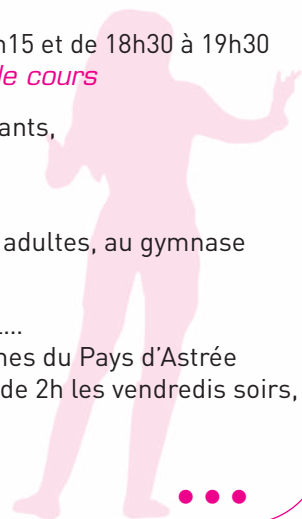 h15 et de 18h30 à 19h30
de cours
ants,
adultes, au gymnase
....
nes du Pays d'Astrée
de 2h les vendredis soirs,